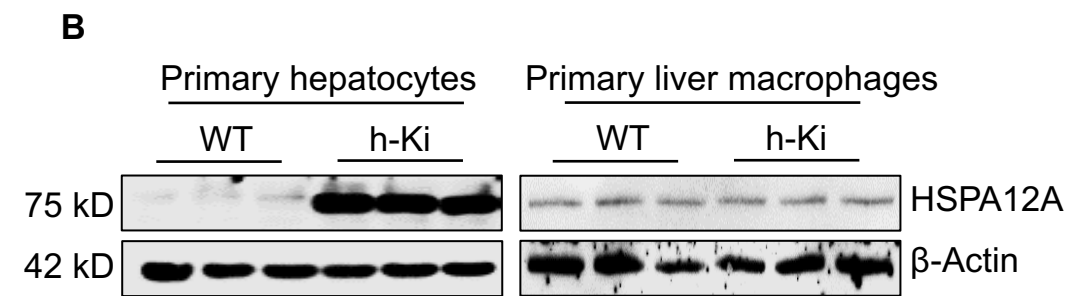 B
Primary hepatocytes Primary liver macrophages
WT h-Ki WT h-Ki
75 kD HSPA12A
42 kD β-Actin